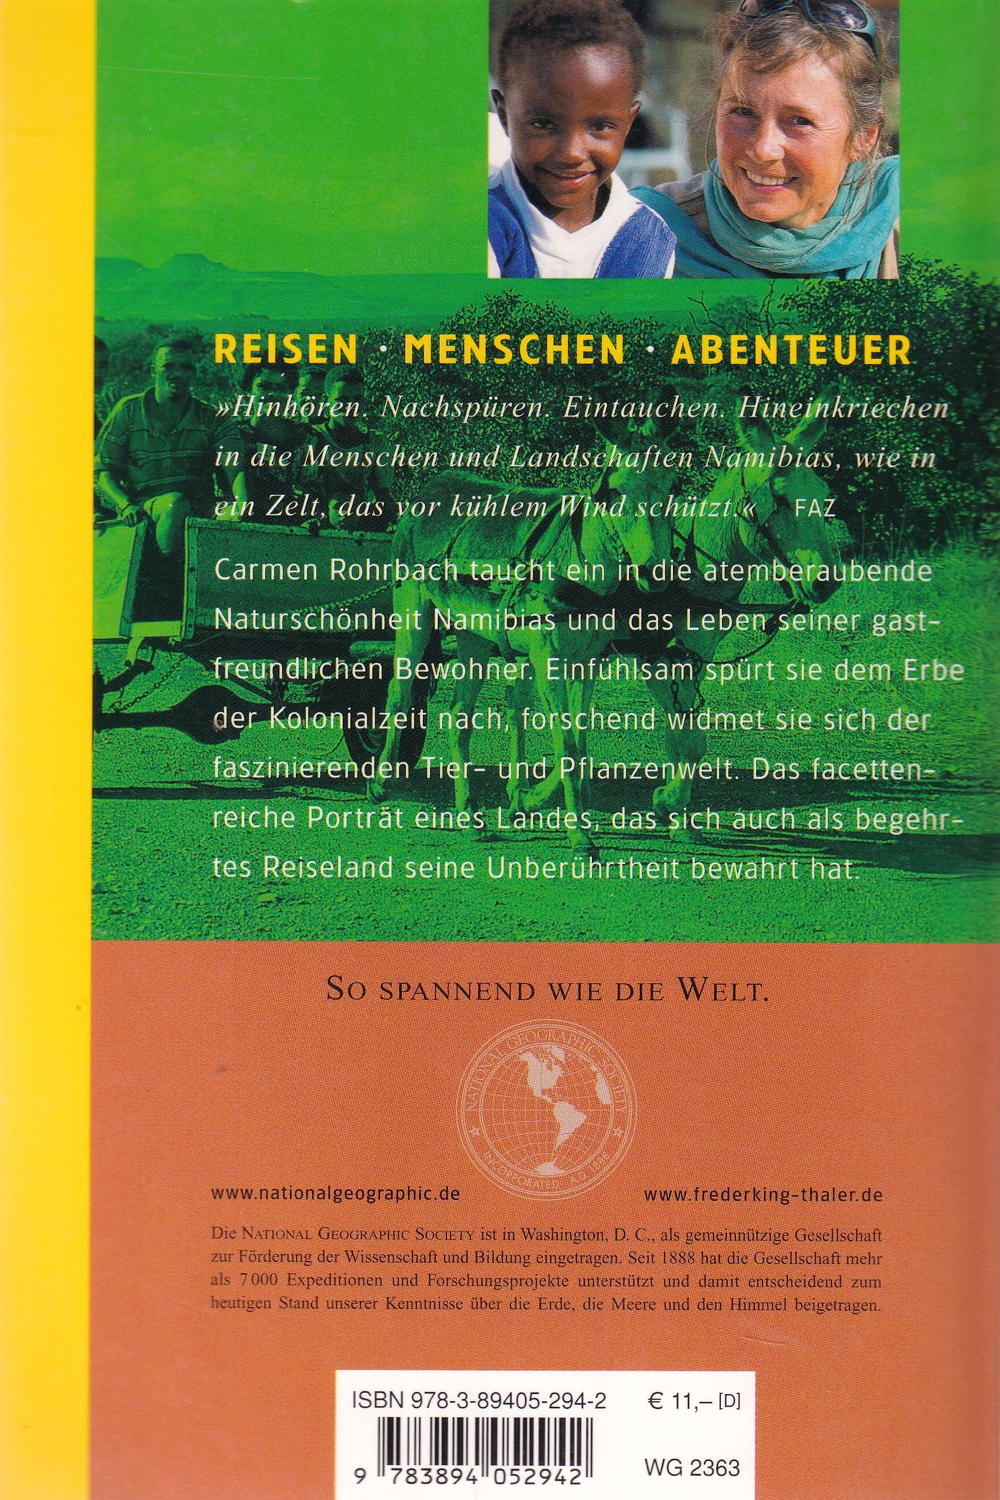 REISEN · MENSCHEN · ABENTEUER
»Hinhören. Nachspüren. Eintauchen. Hineinkriechen
in die Menschen und Landschaften Namibias, wie in
ein Zelt, das vor kühlem Wind schützt.« FAZ
Carmen Rohrbach taucht ein in die atemberaubende
Naturschönheit Namibias und das Leben seiner gast-
freundlichen Bewohner. Einfühlsam spürt sie dem Erbe
der Kolonialzeit nach, forschend widmet sie sich der
faszinierenden Tier- und Pflanzenwelt. Das facetten-
reiche Porträt eines Landes, das sich auch als begehr-
tes Reiseland seine Unberührtheit bewahrt hat.
SO SPANNEND WIE DIE WELT.
NATIONAL GEOGRAPHIC SOCIETY
INCORPORATED A.D. 1888
www.nationalgeographic.de
www.frederking-thaler.de
Die NATIONAL GEOGRAPHIC SOCIETY ist in Washington, D. C., als gemeinnützige Gesellschaft
zur Förderung der Wissenschaft und Bildung eingetragen. Seit 1888 hat die Gesellschaft mehr
als 7 000 Expeditionen und Forschungsprojekte unterstützt und damit entscheidend zum
heutigen Stand unserer Kenntnisse über die Erde, die Meere und den Himmel beigetragen.
ISBN 978-3-89405-294-2 € 11,– [D]
9 783894 052942
WG 2363